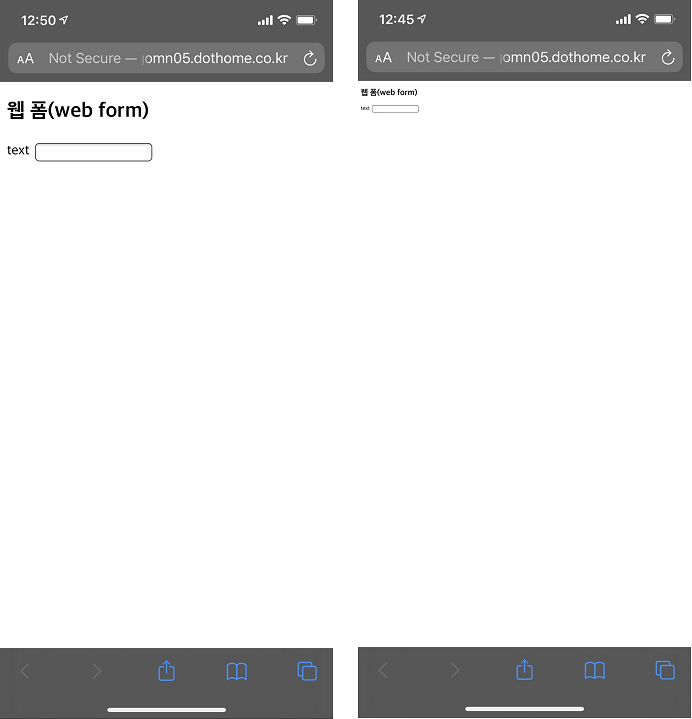 12:50
AA Not Secure — omn05.dothome.co.kr
웹 폼(web form)
text
12:45
AA Not Secure — omn05.dothome.co.kr
웹 폼(web form)
text